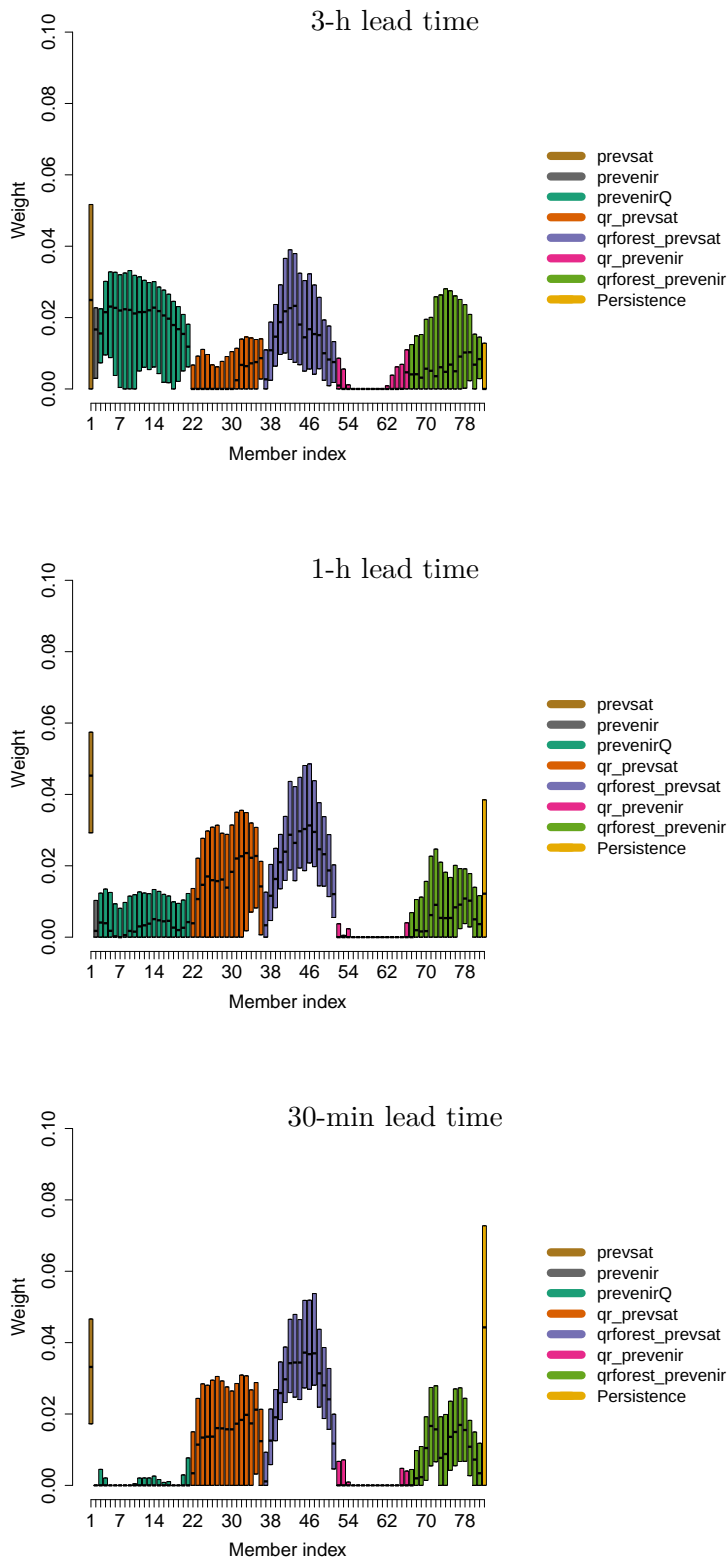 3-h lead time
0.10
0.08
0.06
0.04
0.02
0.00
Weight
1 7 14 22 30 38 46 54 62 70 78
Member index
prevsat
prevenir
prevenirQ
qr_prevsat
qrforest_prevsat
qr_prevenir
qrforest_prevenir
Persistence
1-h lead time
0.10
0.08
0.06
0.04
0.02
0.00
Weight
1 7 14 22 30 38 46 54 62 70 78
Member index
prevsat
prevenir
prevenirQ
qr_prevsat
qrforest_prevsat
qr_prevenir
qrforest_prevenir
Persistence
30-min lead time
0.10
0.08
0.06
0.04
0.02
0.00
Weight
1 7 14 22 30 38 46 54 62 70 78
Member index
prevsat
prevenir
prevenirQ
qr_prevsat
qrforest_prevsat
qr_prevenir
qrforest_prevenir
Persistence